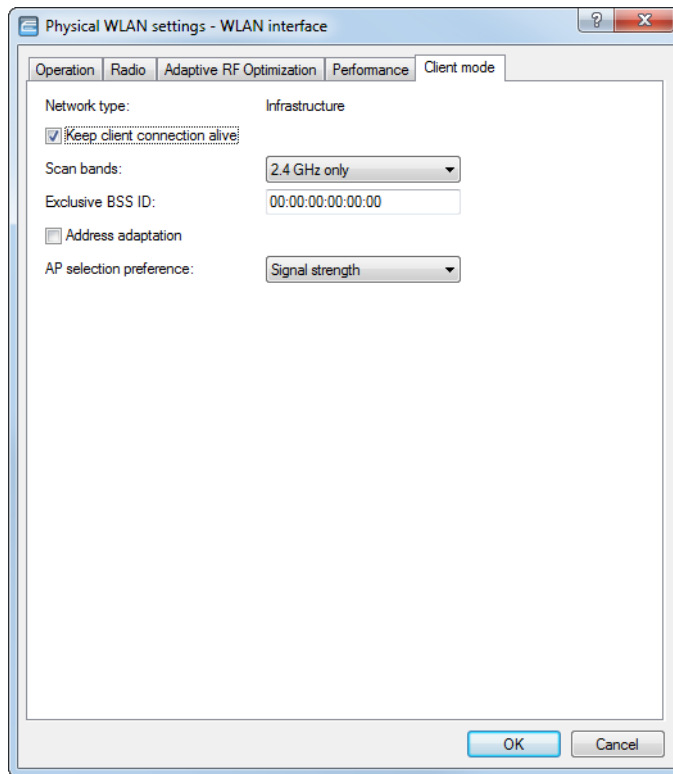 Physical WLAN settings - WLAN interface
Operation Radio Adaptive RF Optimization Performance Client mode
Network type: Infrastructure
Keep client connection alive
Scan bands: 2.4 GHz only
Exclusive BSS ID: 00:00:00:00:00:00
Address adaptation
AP selection preference: Signal strength
OK Cancel